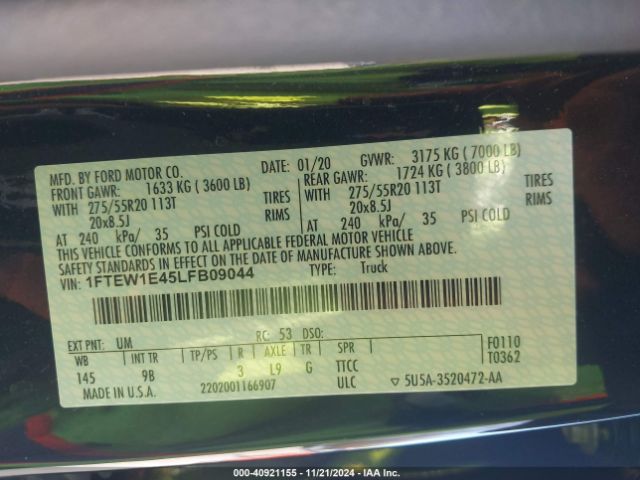 MFD. BY FORD MOTOR CO. DATE: 01/20 GVWR: 3175 KG ( 7000 LB)
FRONT GAWR: 1633 KG ( 3600 LB) REAR GAWR: 1724 KG ( 3800 LB)
WITH 275/55R20 113T TIRES WITH 275/55R20 113T TIRES
20x8.5J RIMS 20x8.5J RIMS
AT 240 kPa/ 35 PSI COLD AT 240 kPa/ 35 PSI COLD
THIS VEHICLE CONFORMS TO ALL APPLICABLE FEDERAL MOTOR VEHICLE
SAFETY STANDARDS IN EFFECT ON THE DATE OF MANUFACTURE SHOWN ABOVE.
VIN: 1FTEW1E45LFB09044 TYPE: Truck
EXT PNT: UM RC: 53 DSO: F0110
WB INT TR TP/PS R AXLE TR SPR T0362
145 9B 3 L9 G TTCC
MADE IN U.S.A. 2202001166907 ULC ▽ 5U5A-3520472-AA
000-40921155 - 11/21/2024 - IAA Inc.